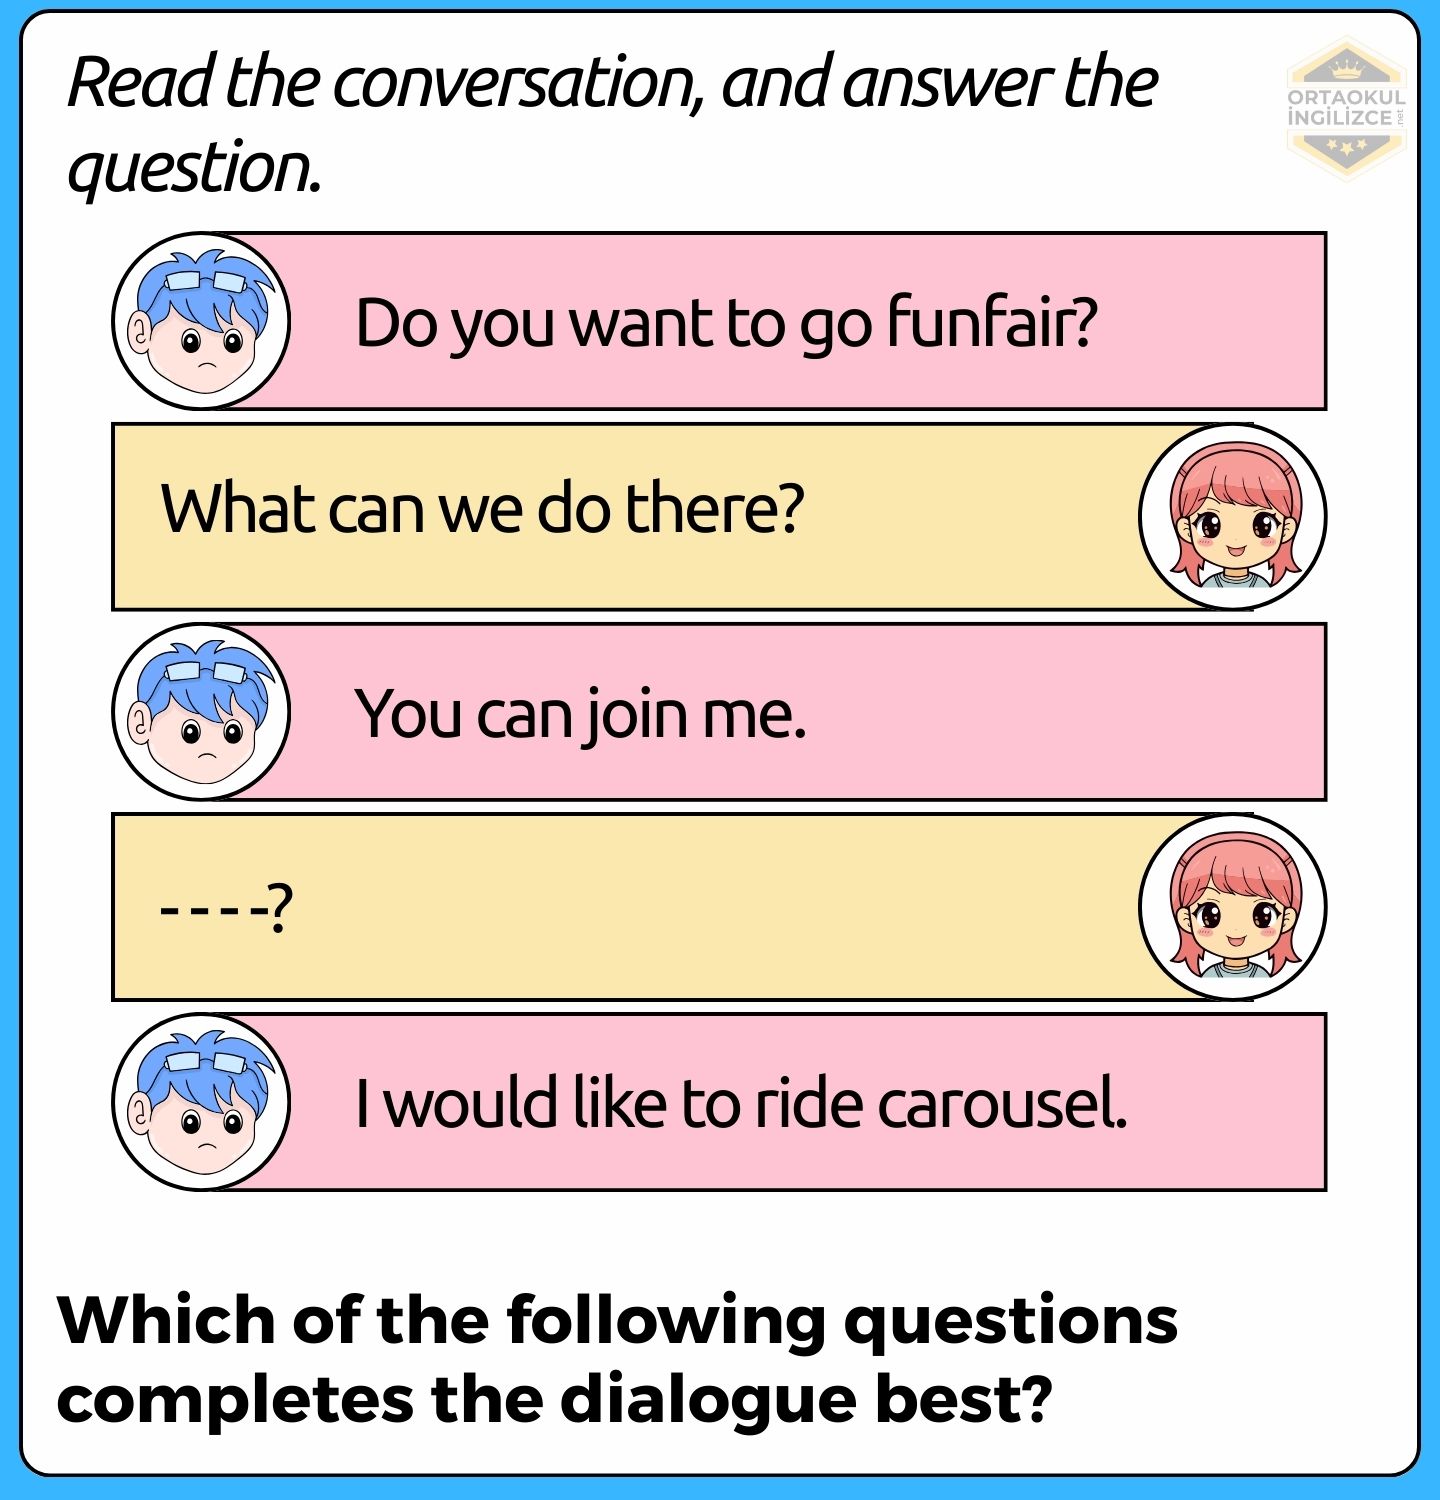 Read the conversation, and answer the
question.
ORTAOKUL
İNGİLİZCE
.net
Do you want to go funfair?
What can we do there?
You can join me.
- - - -?
I would like to ride carousel.
Which of the following questions
completes the dialogue best?